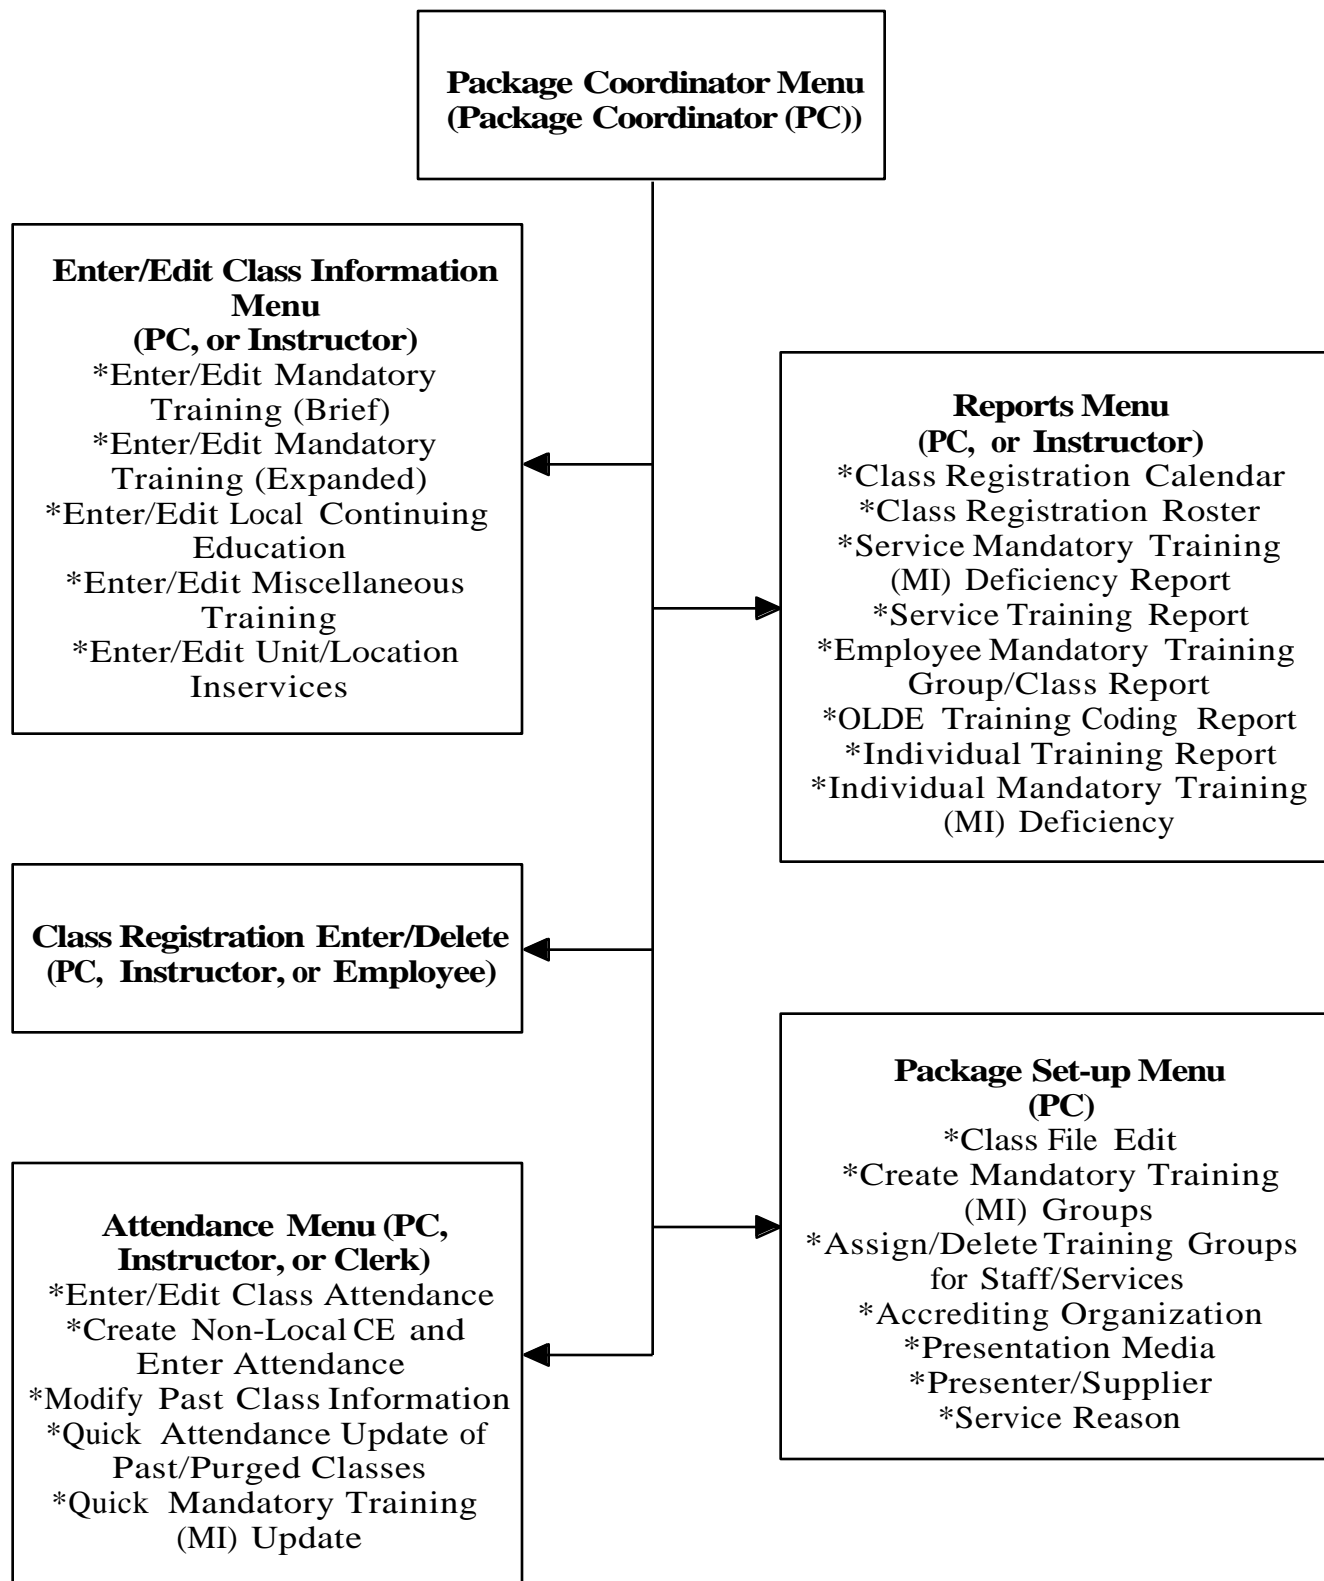 Package Coordinator Menu
(Package Coordinator (PC))
Enter/Edit Class Information
Menu
(PC, or Instructor)
*Enter/Edit Mandatory
Training (Brief)
*Enter/Edit Mandatory
Training (Expanded)
*Enter/Edit Local Continuing
Education
*Enter/Edit Miscellaneous
Training
*Enter/Edit Unit/Location
Inservices
Reports Menu
(PC, or Instructor)
*Class Registration Calendar
*Class Registration Roster
*Service Mandatory Training
(MI) Deficiency Report
*Service Training Report
*Employee Mandatory Training
Group/Class Report
*OLDE Training Coding Report
*Individual Training Report
*Individual Mandatory Training
(MI) Deficiency
Class Registration Enter/Delete
(PC, Instructor, or Employee)
Package Set-up Menu
(PC)
*Class File Edit
*Create Mandatory Training
(MI) Groups
*Assign/Delete Training Groups
for Staff/Services
*Accrediting Organization
*Presentation Media
*Presenter/Supplier
*Service Reason
Attendance Menu (PC,
Instructor, or Clerk)
*Enter/Edit Class Attendance
*Create Non-Local CE and
Enter Attendance
*Modify Past Class Information
*Quick Attendance Update of
Past/Purged Classes
*Quick Mandatory Training
(MI) Update